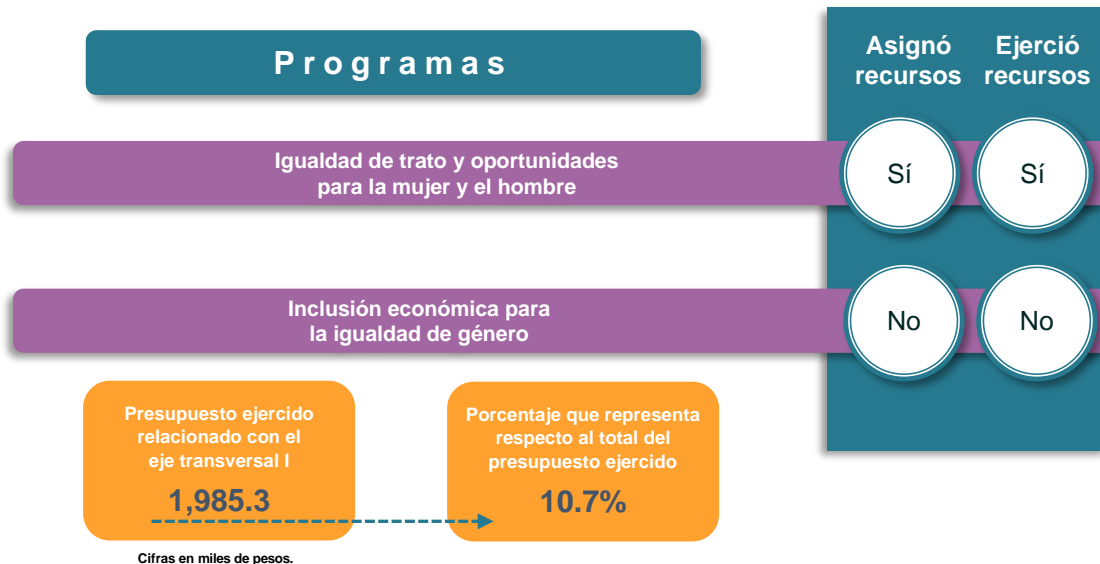 Programas
Asignó
recursos
Ejerció
recursos
Igualdad de trato y oportunidades
para la mujer y el hombre
Sí
Sí
Inclusión económica para
la igualdad de género
No
No
Presupuesto ejercido
relacionado con el
eje transversal I
1,985.3
Porcentaje que representa
respecto al total del
presupuesto ejercido
10.7%
Cifras en miles de pesos.